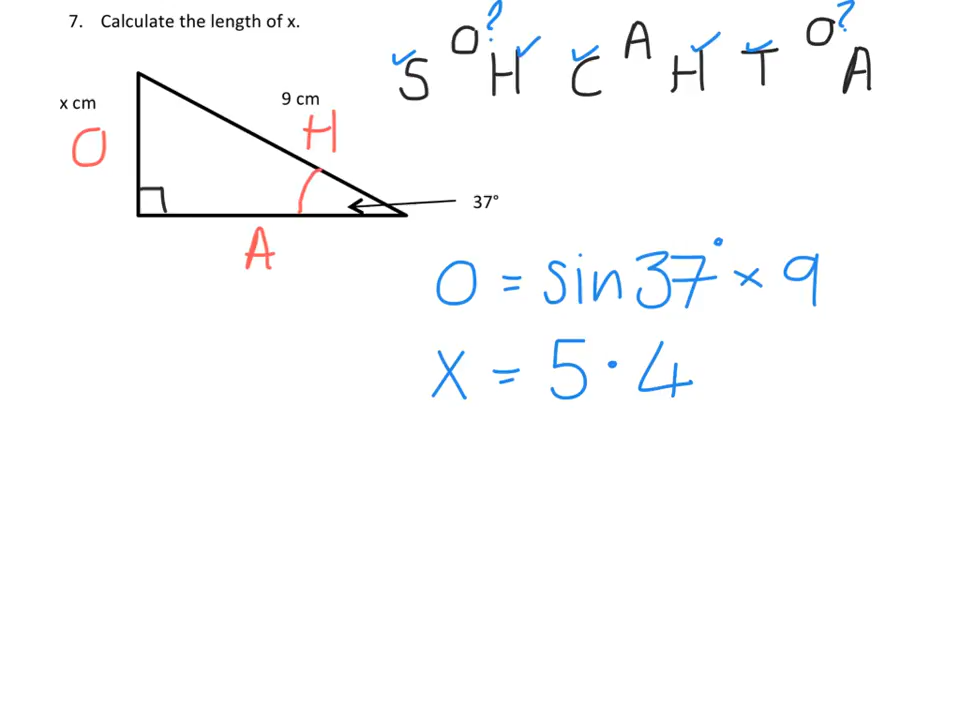 7. Calculate the length of x.
S O? H C A H T O? A
x cm
9 cm
O
H
37°
A
O = sin 37° × 9
x = 5·4